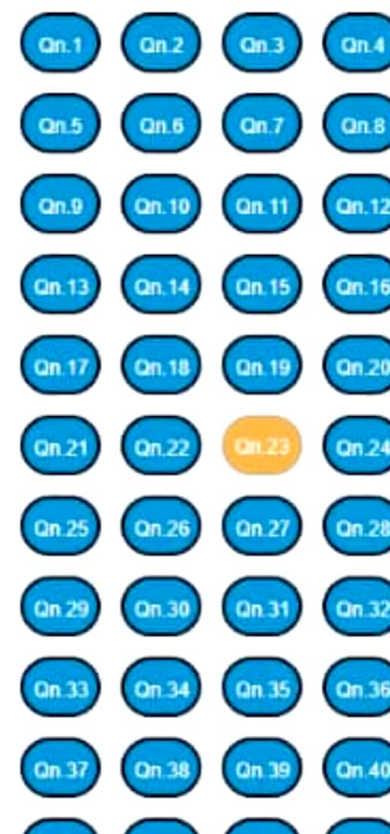 Qn.1 Qn.2 Qn.3 Qn.4
Qn.5 Qn.6 Qn.7 Qn.8
Qn.9 Qn.10 Qn.11 Qn.12
Qn.13 Qn.14 Qn.15 Qn.16
Qn.17 Qn.18 Qn.19 Qn.20
Qn.21 Qn.22 Qn.23 Qn.24
Qn.25 Qn.26 Qn.27 Qn.28
Qn.29 Qn.30 Qn.31 Qn.32
Qn.33 Qn.34 Qn.35 Qn.36
Qn.37 Qn.38 Qn.39 Qn.40